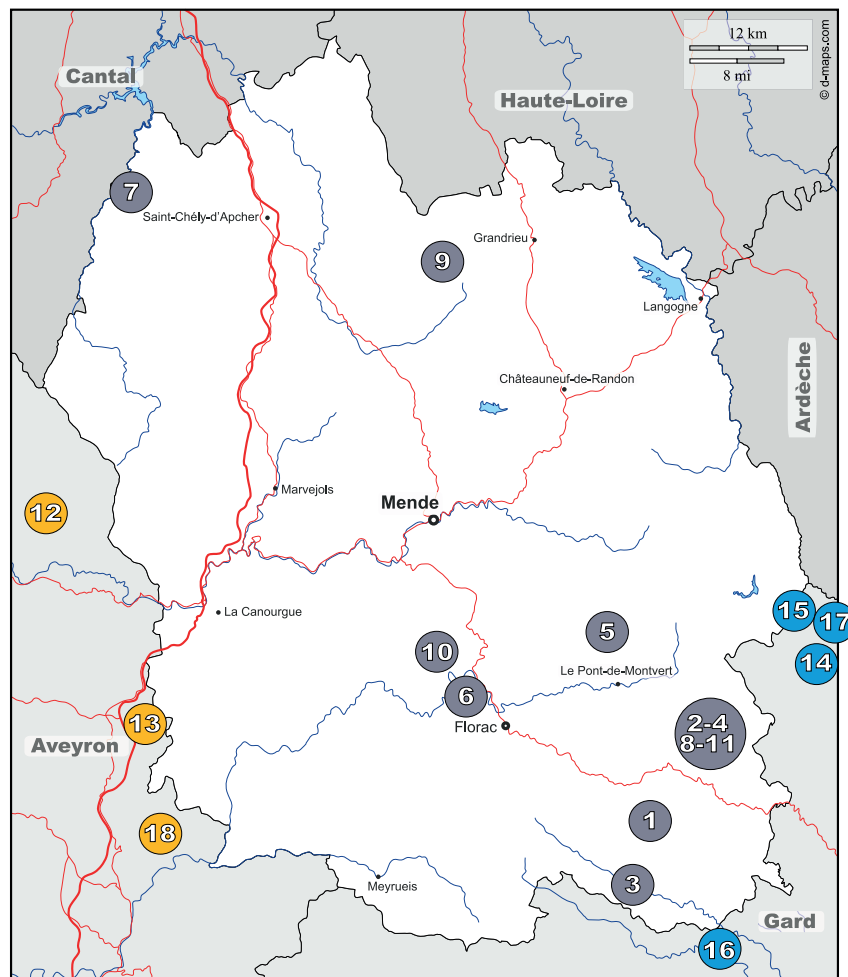 12 km
8 mi
© d-maps.com
Cantal
Haute-Loire
7
Saint-Chély-d'Apcher
Grandrieu
9
Langogne
Ardèche
Châteauneuf-de-Randon
Marvejols
Mende
12
La Canourgue
15
17
5
10
14
Le Pont-de-Montvert
6
Florac
13
Aveyron
2-4
8-11
1
18
Meyrueis
3
Gard
16